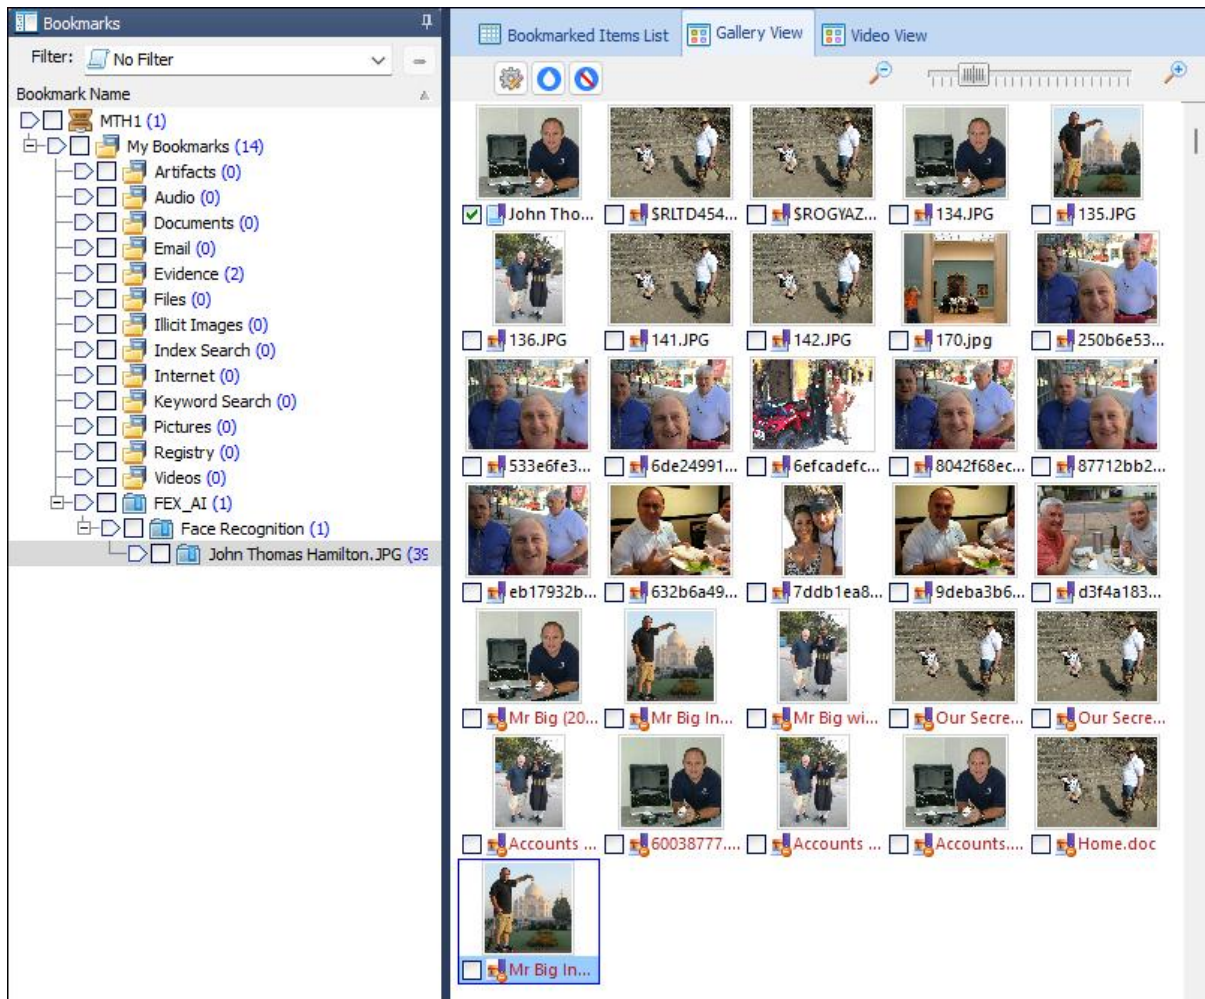 Bookmarks
Filter: No Filter
Bookmark Name
MTH1 (1)
My Bookmarks (14)
Artifacts (0)
Audio (0)
Documents (0)
Email (0)
Evidence (2)
Files (0)
Illicit Images (0)
Index Search (0)
Internet (0)
Keyword Search (0)
Pictures (0)
Registry (0)
Videos (0)
FEX_AI (1)
Face Recognition (1)
John Thomas Hamilton.JPG (39
Bookmarked Items List Gallery View Video View
John Tho... $RLTD454... $ROGYAZ... 134.JPG 135.JPG
136.JPG 141.JPG 142.JPG 170.jpg 250b6e53...
533e6fe3... 6de24991... 6efcadefc... 8042f68ec... 87712bb2...
eb17932b... 632b6a49... 7ddb1ea8... 9deba3b6... d3f4a183...
Mr Big (20... Mr Big In... Mr Big wi... Our Secre... Our Secre...
Accounts ... 60038777.... Accounts ... Accounts.... Home.doc
Mr Big In...